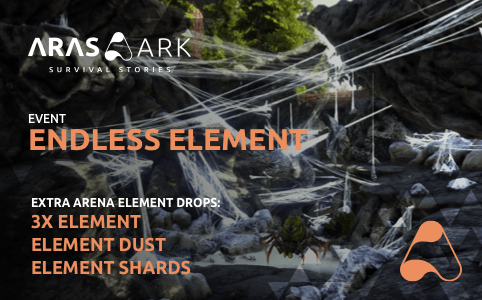 ARAS ARK
SURVIVAL STORIES
EVENT
ENDLESS ELEMENT
EXTRA ARENA ELEMENT DROPS:
3X ELEMENT
ELEMENT DUST
ELEMENT SHARDS